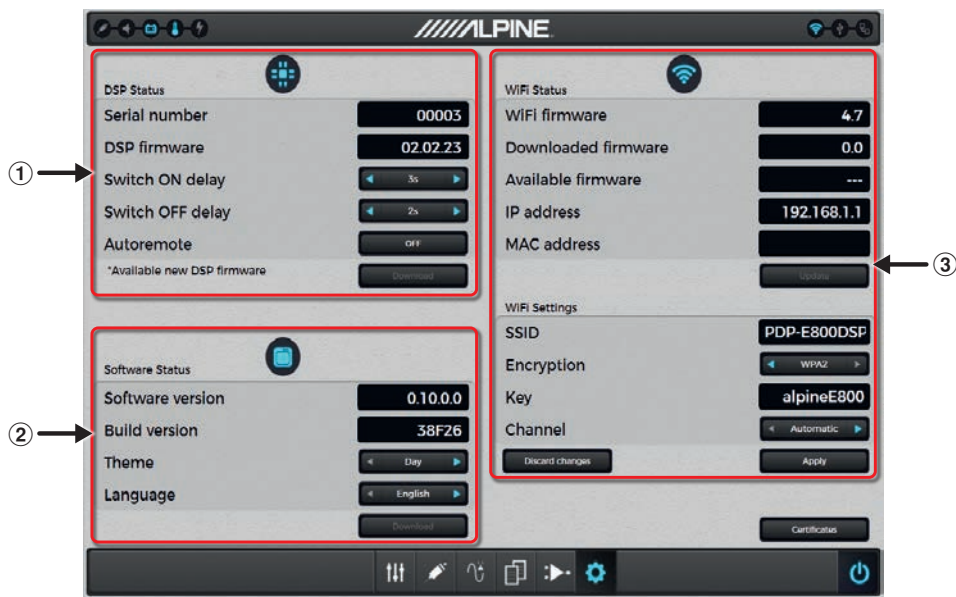 ALPINE
①
DSP Status
Serial number 00003
DSP firmware 02.02.23
Switch ON delay 3s
Switch OFF delay 2s
Autoremote OFF
*Available new DSP firmware Download
②
Software Status
Software version 0.10.0.0
Build version 38F26
Theme Day
Language English
Download
③
WiFi Status
WiFi firmware 4.7
Downloaded firmware 0.0
Available firmware ---
IP address 192.168.1.1
MAC address
Update
WiFi Settings
SSID PDP-E800DSP
Encryption WPA2
Key alpineE800
Channel Automatic
Discard changes Apply
Certificates